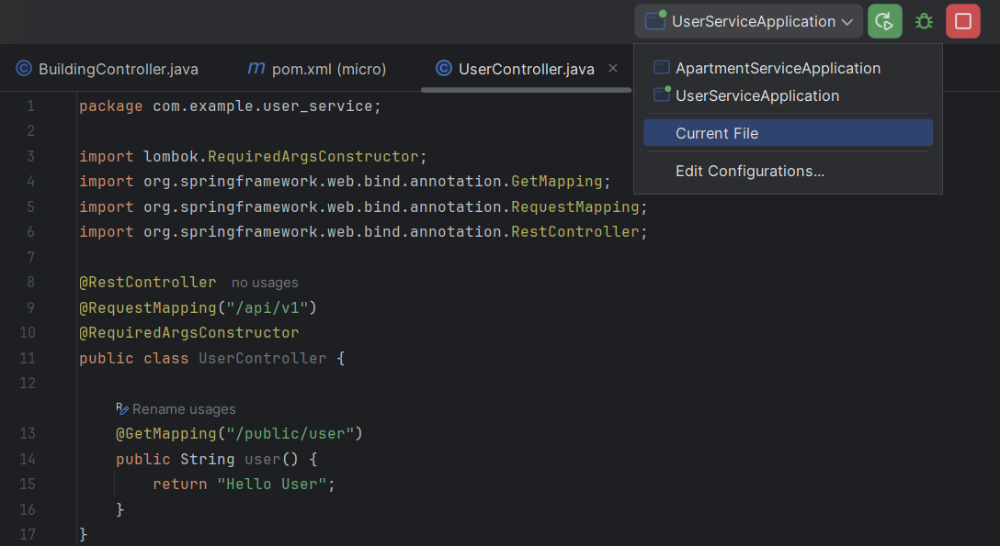 UserServiceApplication
BuildingController.java
pom.xml (micro)
UserController.java
ApartmentServiceApplication
UserServiceApplication
Current File
Edit Configurations...
1 package com.example.user_service;
2
3 import lombok.RequiredArgsConstructor;
4 import org.springframework.web.bind.annotation.GetMapping;
5 import org.springframework.web.bind.annotation.RequestMapping;
6 import org.springframework.web.bind.annotation.RestController;
7
8 @RestController no usages
9 @RequestMapping("/api/v1")
10 @RequiredArgsConstructor
11 public class UserController {
12
Rename usages
13 @GetMapping("/public/user")
14 public String user() {
15 return "Hello User";
16 }
17 }